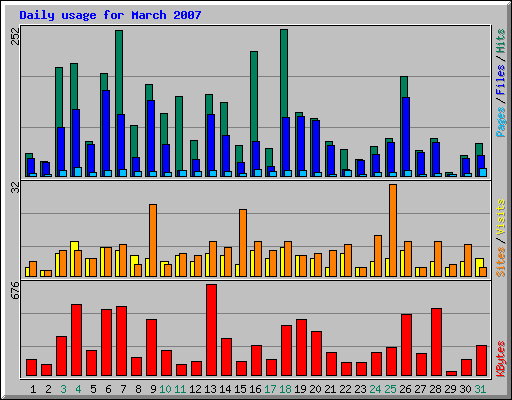 Daily usage for March 2007
252
Pages / Files / Hits
32
Sites / Visits
676
KBytes
1 2 3 4 5 6 7 8 9 10 11 12 13 14 15 16 17 18 19 20 21 22 23 24 25 26 27 28 29 30 31